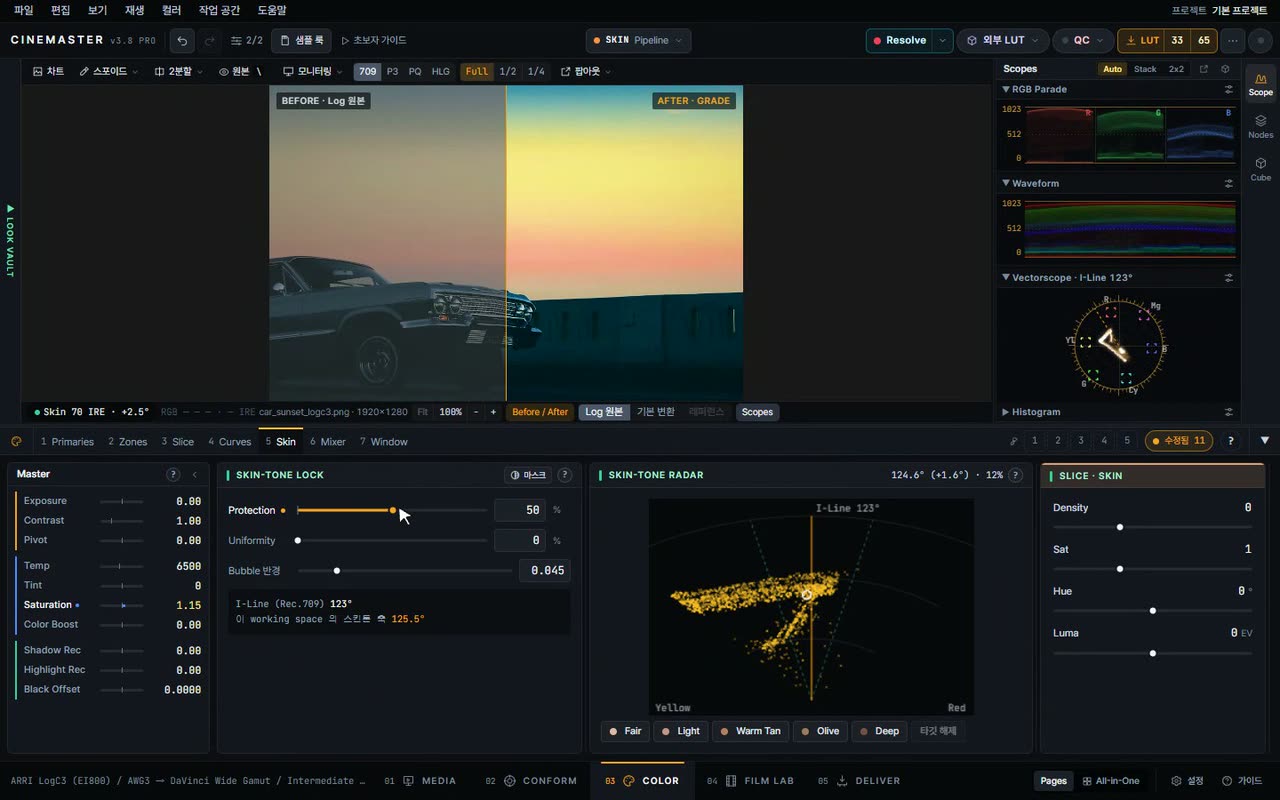 파일 편집 보기 재생 컬러 작업 공간 도움말 프로젝트 기본 프로젝트
CINEMASTER v3.8 PRO 2/2 샘플 룩 초보자 가이드 SKIN Pipeline Resolve 외부 LUT QC LUT 33 65 ···
차트 스포이드 2분할 원본 \ 모니터링 709 P3 PQ HLG Full 1/2 1/4 팝아웃
BEFORE · Log 원본 AFTER · GRADE
LOOK VAULT
Scopes Auto Stack 2x2
RGB Parade
1023 R G B
512
0
Waveform
1023
512
0
Vectorscope · I-Line 123°
R Mg
Yl B
G Cy
Histogram
Scope
Nodes
Cube
Skin 70 IRE · +2.5° RGB — — — · — IRE car_sunset_logc3.png · 1920×1280 Fit 100% - + Before / After Log 원본 기본 변환 레퍼런스 Scopes
1 Primaries 2 Zones 3 Slice 4 Curves 5 Skin 6 Mixer 7 Window 1 2 3 4 5 수정됨 11 ?
Master ?
Exposure 0.00
Contrast 1.00
Pivot 0.00
Temp 6500
Tint 0
Saturation 1.15
Color Boost 0.00
Shadow Rec 0.00
Highlight Rec 0.00
Black Offset 0.0000
SKIN-TONE LOCK 마스크 ?
Protection 50 %
Uniformity 0 %
Bubble 반경 0.045
I-Line (Rec.709) 123°
이 working space 의 스킨톤 축 125.5°
SKIN-TONE RADAR 124.6° (+1.6°) · 12% ?
I-Line 123°
Yellow Red
Fair Light Warm Tan Olive Deep 타깃 해제
SLICE · SKIN
Density 0
Sat 1
Hue 0 °
Luma 0 EV
ARRI LogC3 (EI800) / AWG3 → DaVinci Wide Gamut / Intermediate … 01 MEDIA 02 CONFORM 03 COLOR 04 FILM LAB 05 DELIVER Pages All-in-One 설정 가이드